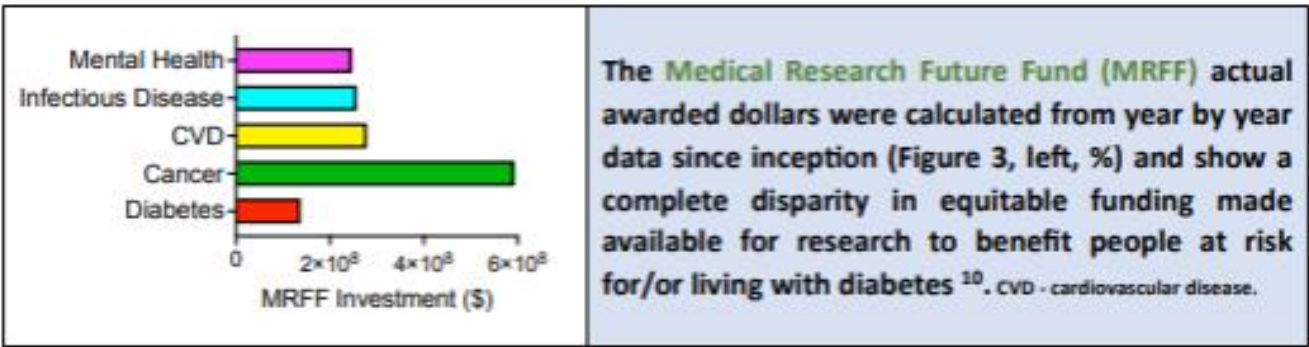 Mental Health
Infectious Disease
CVD
Cancer
Diabetes
0 2×10⁸ 4×10⁸ 6×10⁸
MRFF Investment ($)
The Medical Research Future Fund (MRFF) actual
awarded dollars were calculated from year by year
data since inception (Figure 3, left, %) and show a
complete disparity in equitable funding made
available for research to benefit people at risk
for/or living with diabetes ¹⁰. CVD - cardiovascular disease.